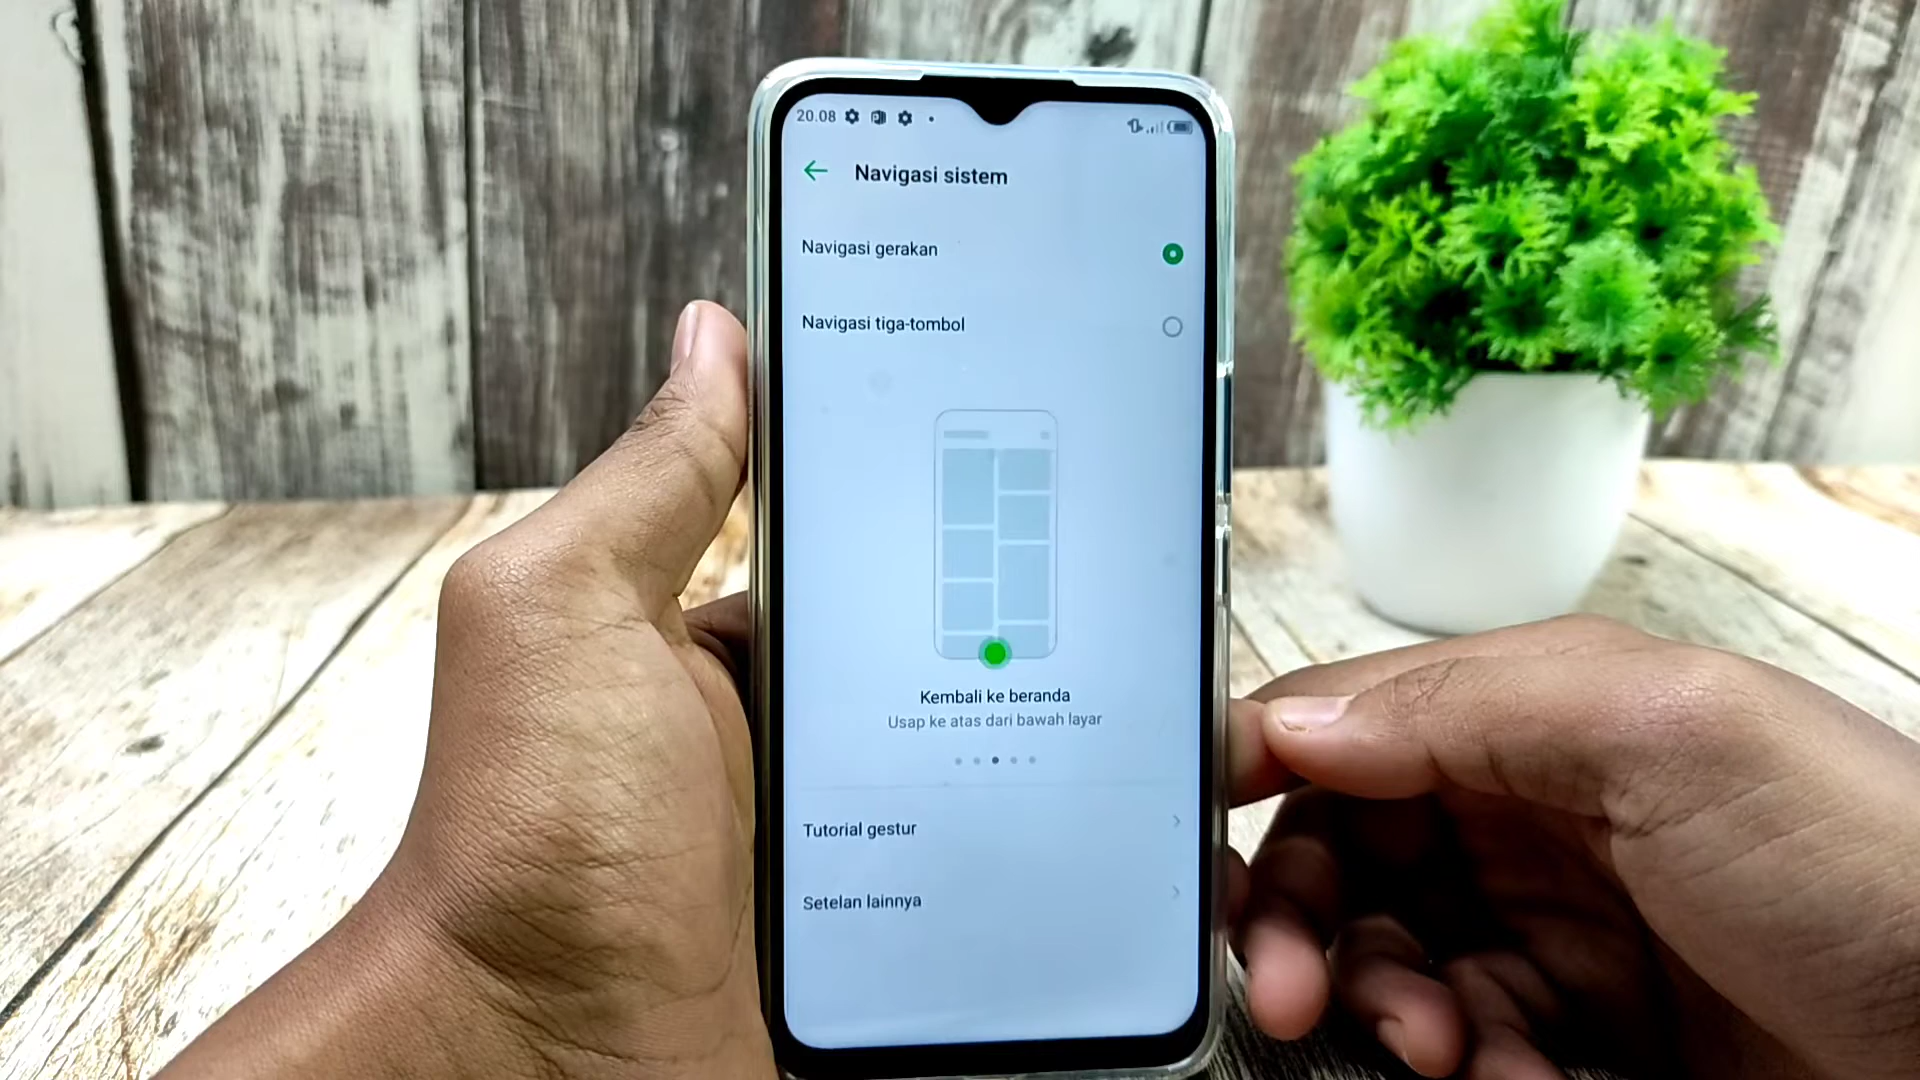 20.08
Navigasi sistem
Navigasi gerakan
Navigasi tiga-tombol
Kembali ke beranda
Usap ke atas dari bawah layar
Tutorial gestur
Setelan lainnya